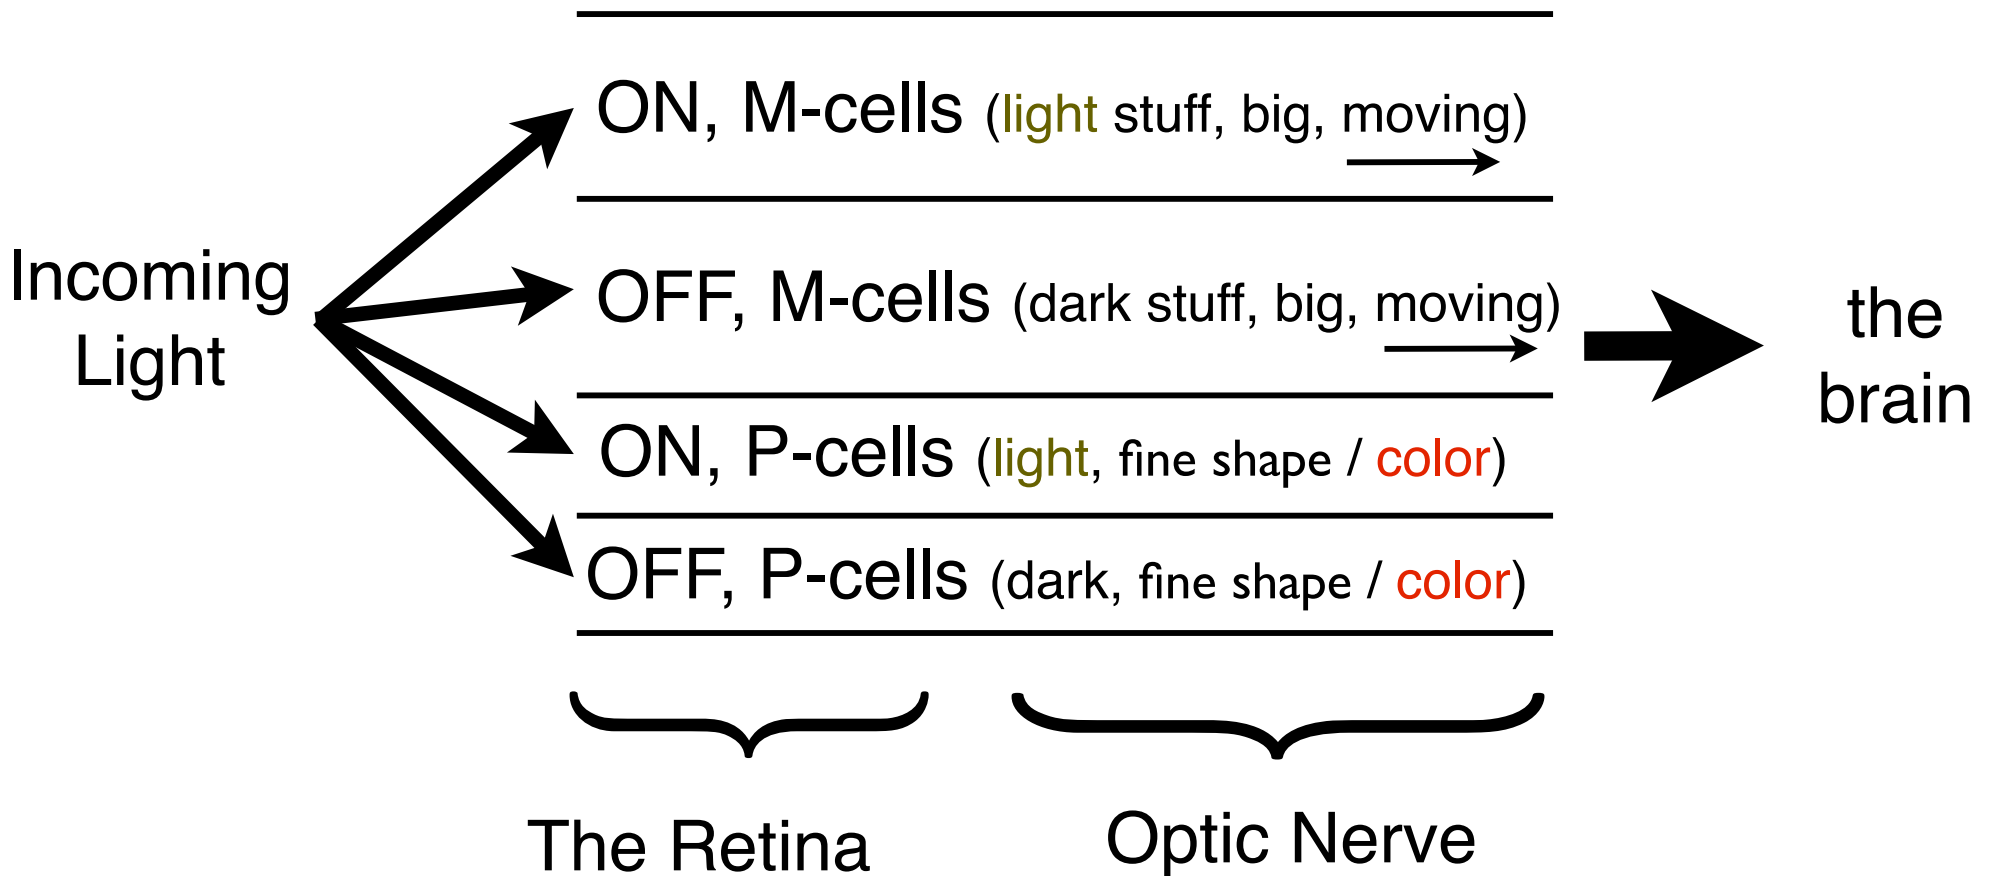 ON, M-cells (light stuff, big, moving)
Incoming
Light
OFF, M-cells (dark stuff, big, moving)
the
brain
ON, P-cells (light, fine shape / color)
OFF, P-cells (dark, fine shape / color)
The Retina
Optic Nerve